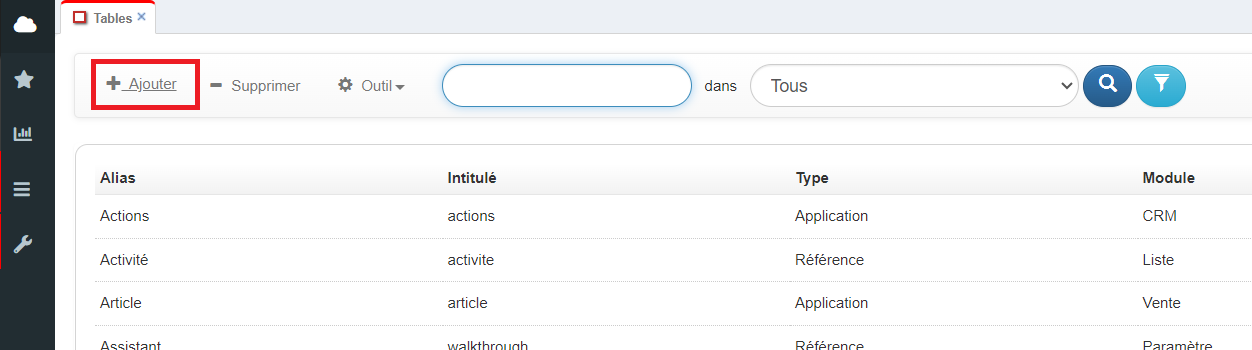 Tables ×
+ Ajouter − Supprimer Outil dans Tous
Alias Intitulé Type Module
Actions actions Application CRM
Activité activite Référence Liste
Article article Application Vente
Assistant walkthrough Référence Paramètre